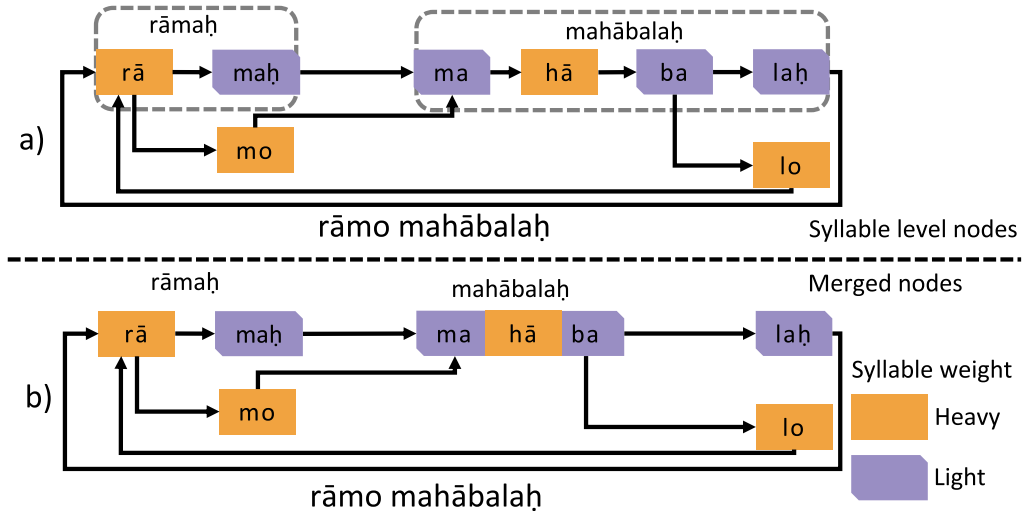 rāmaḥ
mahābalaḥ
rā maḥ ma hā ba laḥ
a)
mo
lo
rāmo mahābalaḥ
Syllable level nodes
Merged nodes
rāmaḥ
mahābalaḥ
rā maḥ ma hā ba laḥ
Syllable weight
b)
mo
lo
Heavy
Light
rāmo mahābalaḥ